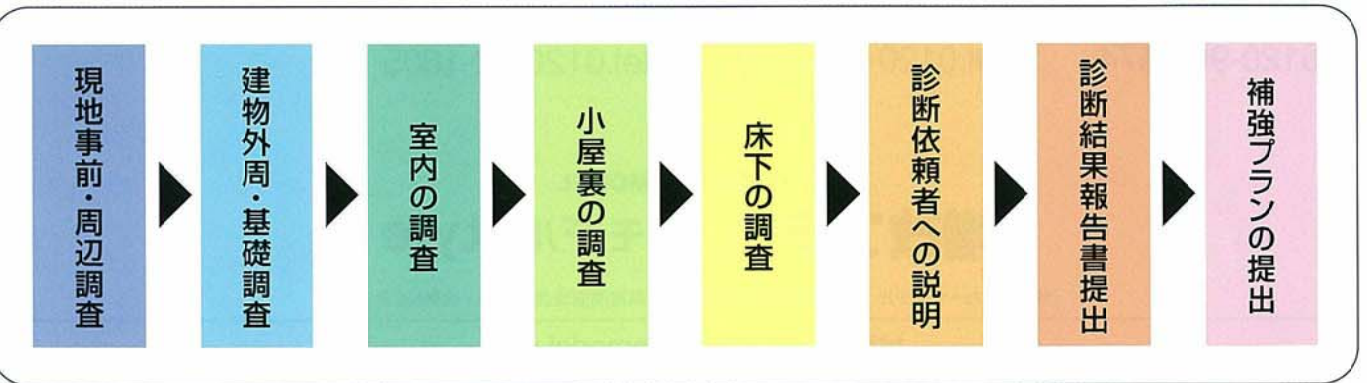 現地事前・周辺調査
建物外周・基礎調査
室内の調査
小屋裏の調査
床下の調査
診断依頼者への説明
診断結果報告書提出
補強プランの提出